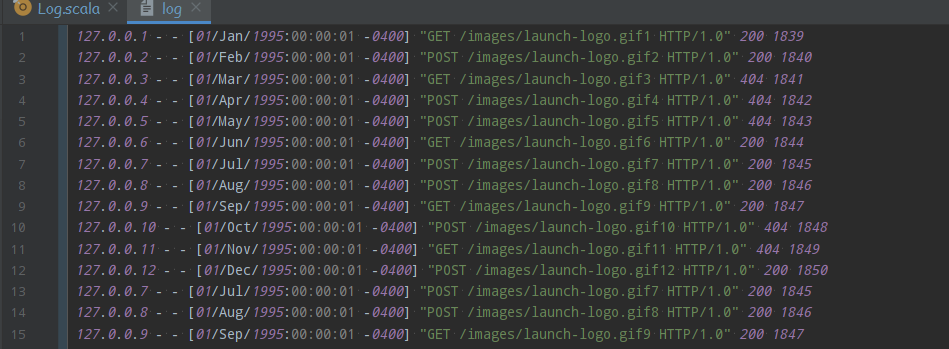 Log.scala log
1 127.0.0.1 - - [01/Jan/1995:00:00:01 -0400] "GET /images/launch-logo.gif1 HTTP/1.0" 200 1839
2 127.0.0.2 - - [01/Feb/1995:00:00:01 -0400] "POST /images/launch-logo.gif2 HTTP/1.0" 200 1840
3 127.0.0.3 - - [01/Mar/1995:00:00:01 -0400] "GET /images/launch-logo.gif3 HTTP/1.0" 404 1841
4 127.0.0.4 - - [01/Apr/1995:00:00:01 -0400] "POST /images/launch-logo.gif4 HTTP/1.0" 404 1842
5 127.0.0.5 - - [01/May/1995:00:00:01 -0400] "POST /images/launch-logo.gif5 HTTP/1.0" 404 1843
6 127.0.0.6 - - [01/Jun/1995:00:00:01 -0400] "GET /images/launch-logo.gif6 HTTP/1.0" 200 1844
7 127.0.0.7 - - [01/Jul/1995:00:00:01 -0400] "POST /images/launch-logo.gif7 HTTP/1.0" 200 1845
8 127.0.0.8 - - [01/Aug/1995:00:00:01 -0400] "POST /images/launch-logo.gif8 HTTP/1.0" 200 1846
9 127.0.0.9 - - [01/Sep/1995:00:00:01 -0400] "GET /images/launch-logo.gif9 HTTP/1.0" 200 1847
10 127.0.0.10 - - [01/Oct/1995:00:00:01 -0400] "POST /images/launch-logo.gif10 HTTP/1.0" 404 1848
11 127.0.0.11 - - [01/Nov/1995:00:00:01 -0400] "GET /images/launch-logo.gif11 HTTP/1.0" 404 1849
12 127.0.0.12 - - [01/Dec/1995:00:00:01 -0400] "POST /images/launch-logo.gif12 HTTP/1.0" 200 1850
13 127.0.0.7 - - [01/Jul/1995:00:00:01 -0400] "POST /images/launch-logo.gif7 HTTP/1.0" 200 1845
14 127.0.0.8 - - [01/Aug/1995:00:00:01 -0400] "POST /images/launch-logo.gif8 HTTP/1.0" 200 1846
15 127.0.0.9 - - [01/Sep/1995:00:00:01 -0400] "GET /images/launch-logo.gif9 HTTP/1.0" 200 1847